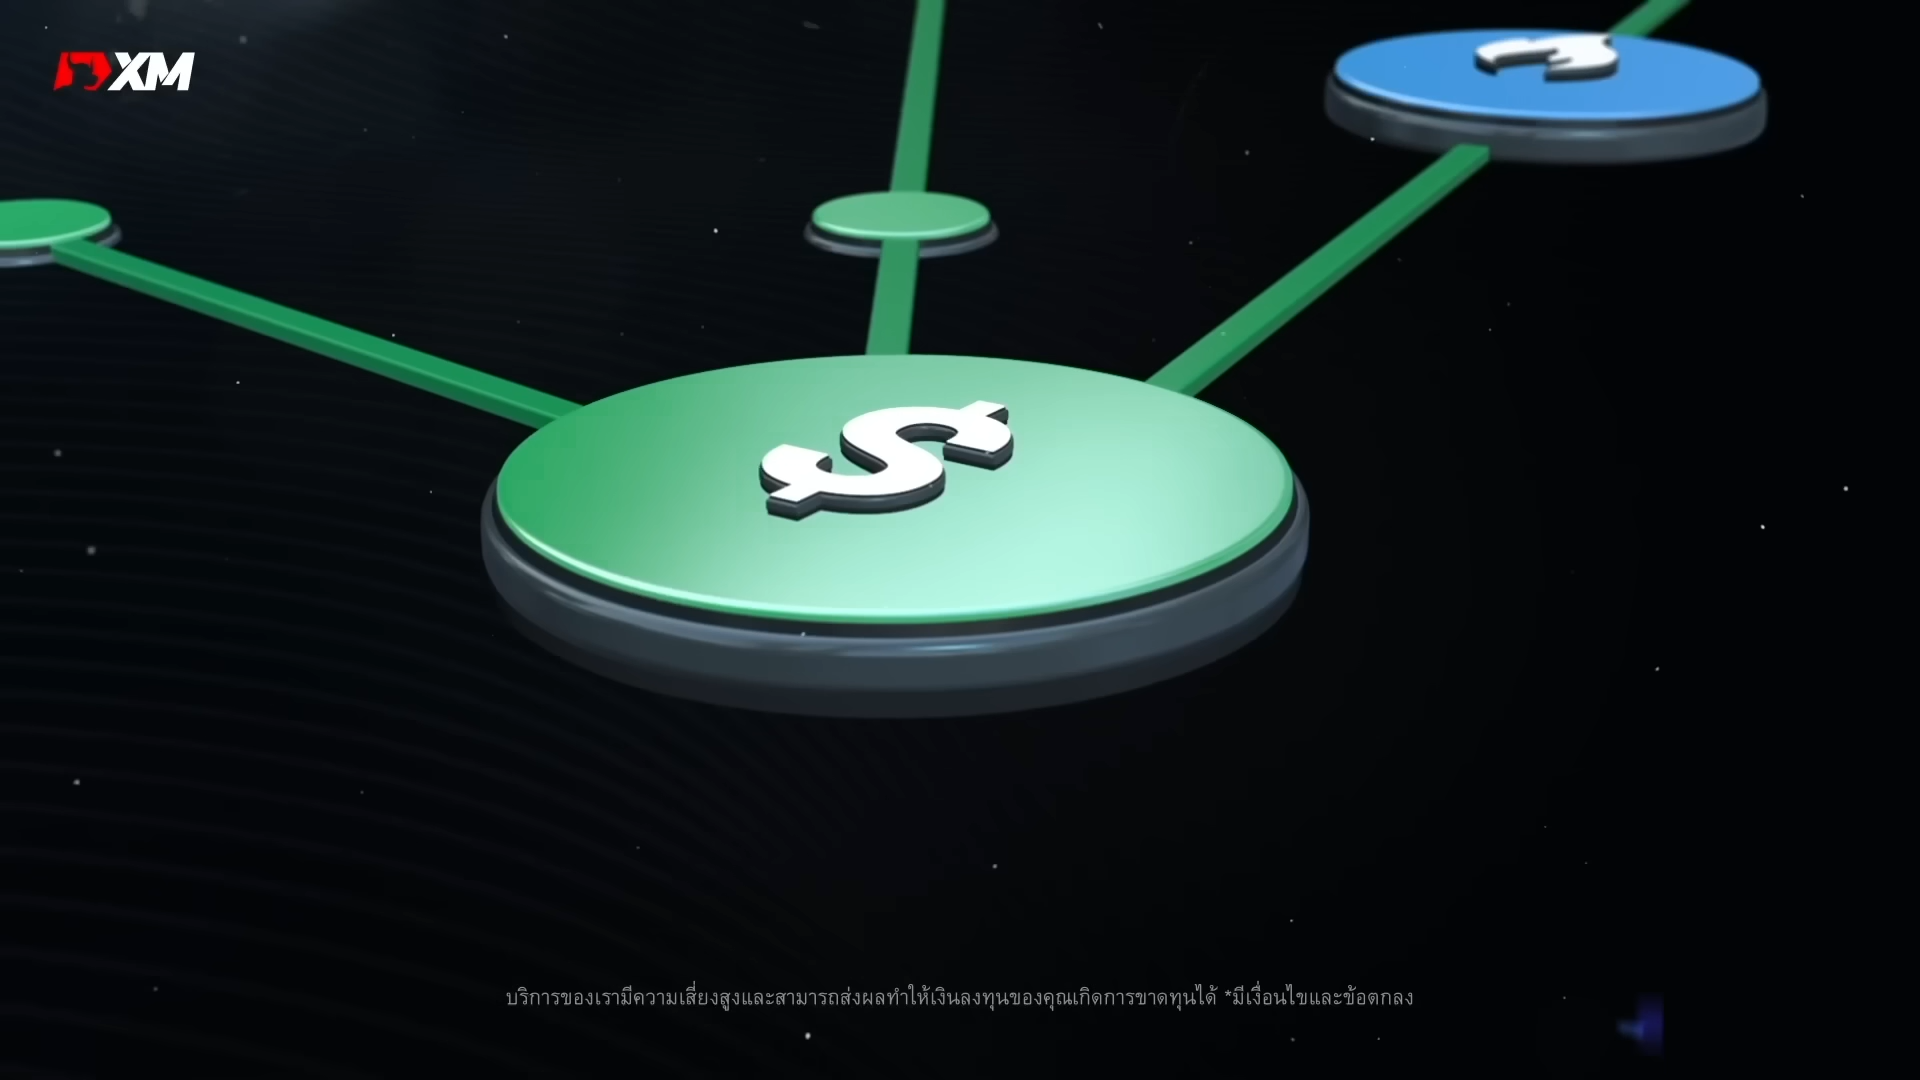 XM
$
บริการของเรามีความเสี่ยงสูงและสามารถส่งผลทำให้เงินลงทุนของคุณเกิดการขาดทุนได้ *มีเงื่อนไขและข้อตกลง